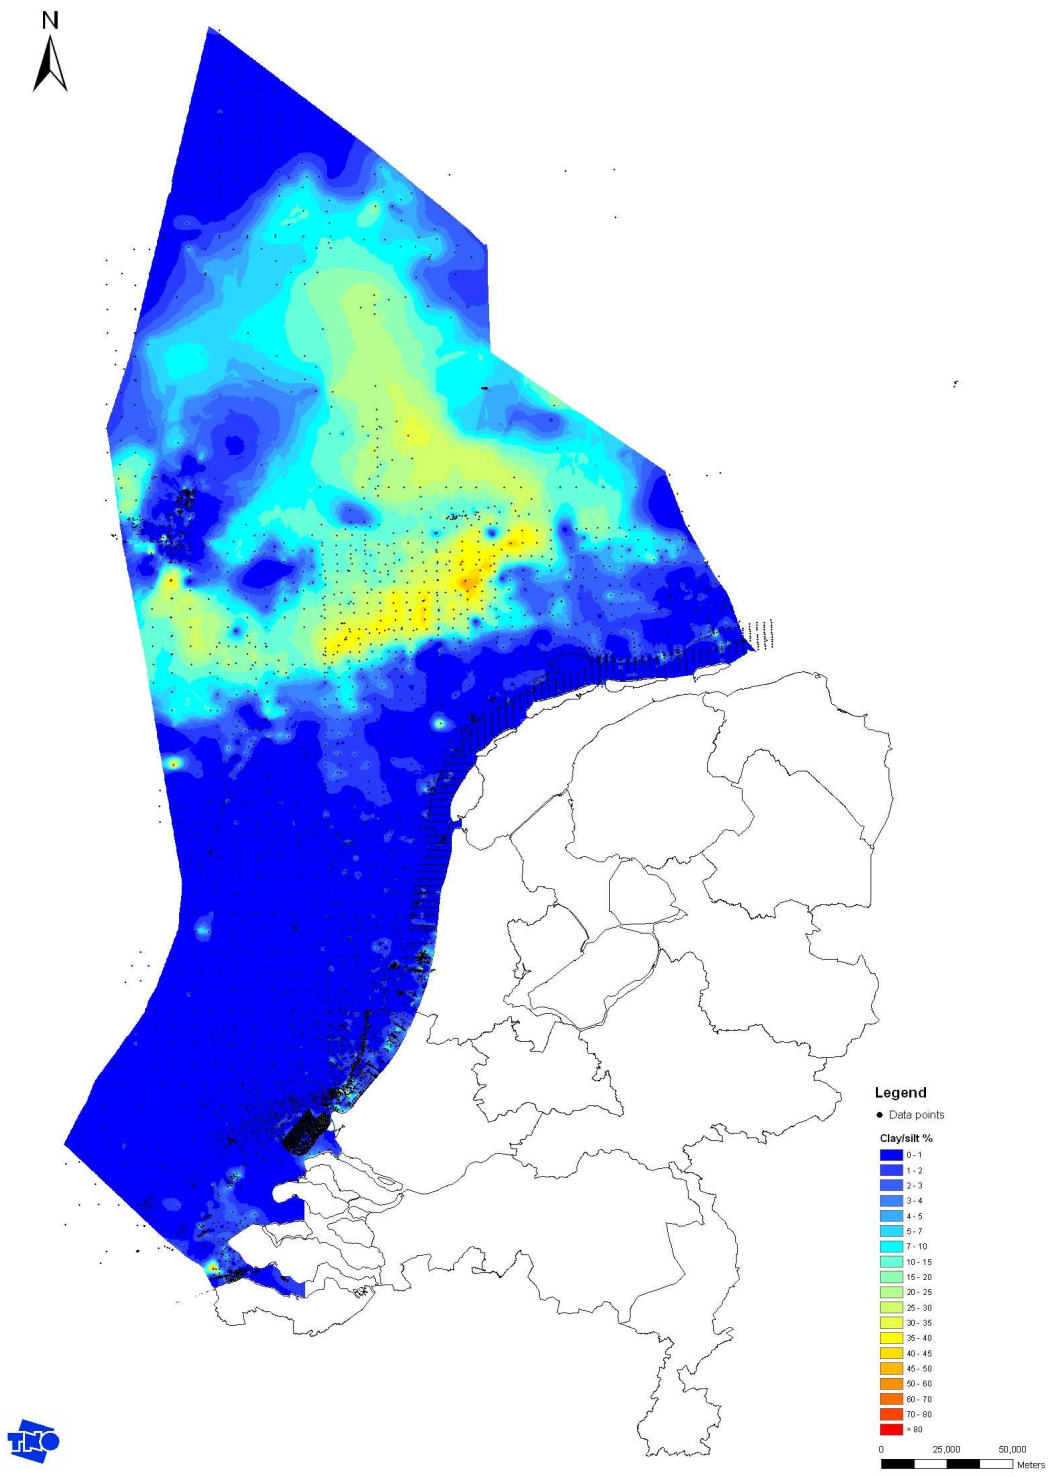 N
Legend
Data points
Clay/silt %
0 - 1
1 - 2
2 - 3
3 - 4
4 - 5
5 - 7
7 - 10
10 - 15
15 - 20
20 - 25
25 - 30
30 - 35
35 - 40
40 - 45
45 - 50
50 - 60
60 - 70
70 - 80
> 80
0 25,000 50,000
Meters
TNO